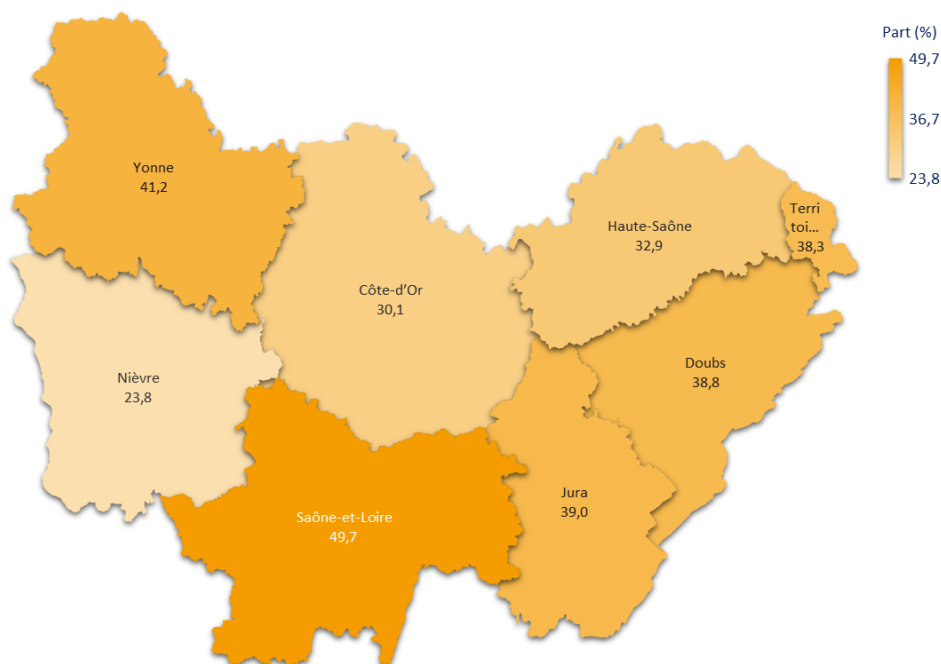 Part (%)
49,7
36,7
23,8
Yonne
41,2
Terri
toi...
38,3
Haute-Saône
32,9
Côte-d'Or
30,1
Doubs
38,8
Nièvre
23,8
Jura
39,0
Saône-et-Loire
49,7